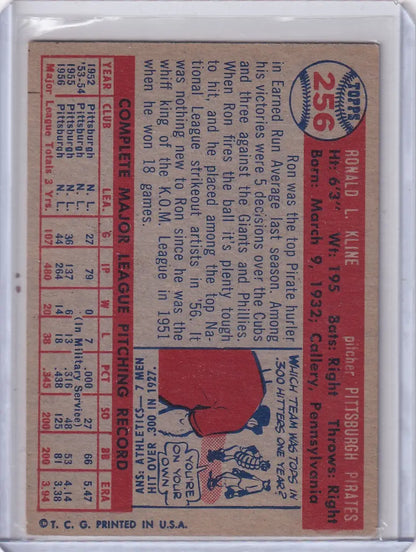 TOPPS
256
RONALD L. KLINE pitcher PITTSBURGH PIRATES
Ht: 6'3" Wt: 195 Bats: Right Throws: Right
Born: March 9, 1932; Callery, Pennsylvania
Ron was the top Pirate hurler
in Earned Run Average last season. Among
his victories were 5 decisions over the Cubs
and three against the Giants and Phillies.
When Ron fires the ball it's plenty tough
to hit, and he placed among the top Na-
tional League strikeout artists in '56. It
was nothing new to Ron since he was the
whiff king of the K.O.M. League in 1951
when he won 18 games.
WHICH TEAM WAS TOPS IN
.300 HITTERS ONE YEAR?
YOU'RE
ON YOUR
OWN!
ANS: ATHLETICS - 7 MEN
HIT OVER .300 IN 1927.
COMPLETE MAJOR LEAGUE PITCHING RECORD
YEAR CLUB LEA. G IP W L PCT SO BB ERA
1952 Pittsburgh N. L. 27 79 0 7 .000 27 66 5.47
'53-54 Pittsburgh N. L. (In Military Service)
1955 Pittsburgh N. L. 36 137 6 13 .316 48 53 4.14
1956 Pittsburgh N. L. 44 264 14 18 .438 125 81 3.38
Major League Totals 3 Yrs. 107 480 20 38 .345 200 200 3.94
© T. C. G. PRINTED IN U.S.A.